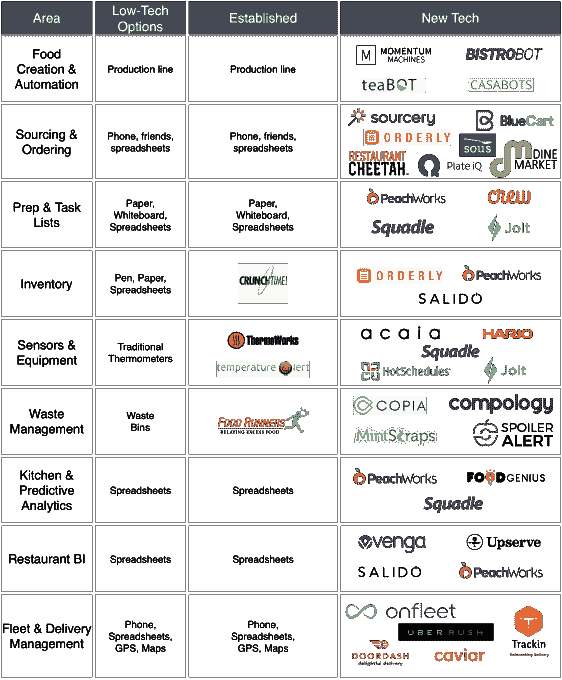 Area
Low-Tech
Options
Established
New Tech
Food
Creation &
Automation
Production line
Production line
M
MOMENTUM
MACHINES
BISTROBOT
teaBOT
CASABOTS
Sourcing &
Ordering
Phone, friends,
spreadsheets
Phone, friends,
spreadsheets
sourcery
BlueCart
ORDERLY
sous
RESTAURANT
CHEETAH
Plate iQ
DINE
MARKET
Prep & Task
Lists
Paper,
Whiteboard,
Spreadsheets
Paper,
Whiteboard,
Spreadsheets
PeachWorks
crew
Squadle
Jolt
Inventory
Pen, Paper,
Spreadsheets
CRUNCHTIME!
ORDERLY
PeachWorks
SALIDO
Sensors &
Equipment
Traditional
Thermometers
ThermoWorks
temperature @lert
acaia
HARIO
Squadle
HotSchedules
Jolt
Waste
Management
Waste
Bins
FOOD RUNNERS
RELAYING EXCESS FOOD
COPIA
compology
MintScraps
SPOILER
ALERT
Kitchen &
Predictive
Analytics
Spreadsheets
Spreadsheets
PeachWorks
FOODGENIUS
Squadle
Restaurant BI
Spreadsheets
Spreadsheets
venga
Upserve
SALIDO
PeachWorks
Fleet & Delivery
Management
Phone,
Spreadsheets,
GPS, Maps
Phone,
Spreadsheets,
GPS, Maps
onfleet
UBERRUSH
DOORDASH
delightful delivery
caviar
Trackin
Reinventing Delivery